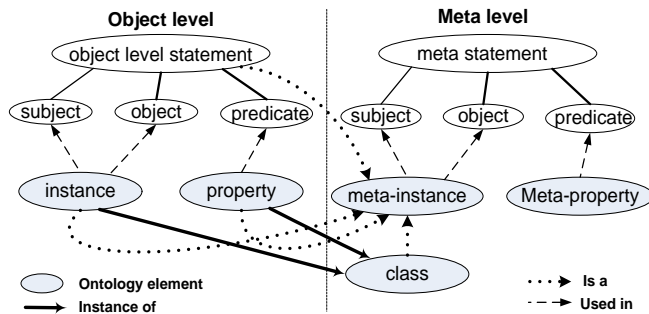 Object level
Meta level
object level statement
meta statement
subject
object
predicate
subject
object
predicate
instance
property
meta-instance
Meta-property
class
Ontology element
Instance of
Is a
Used in